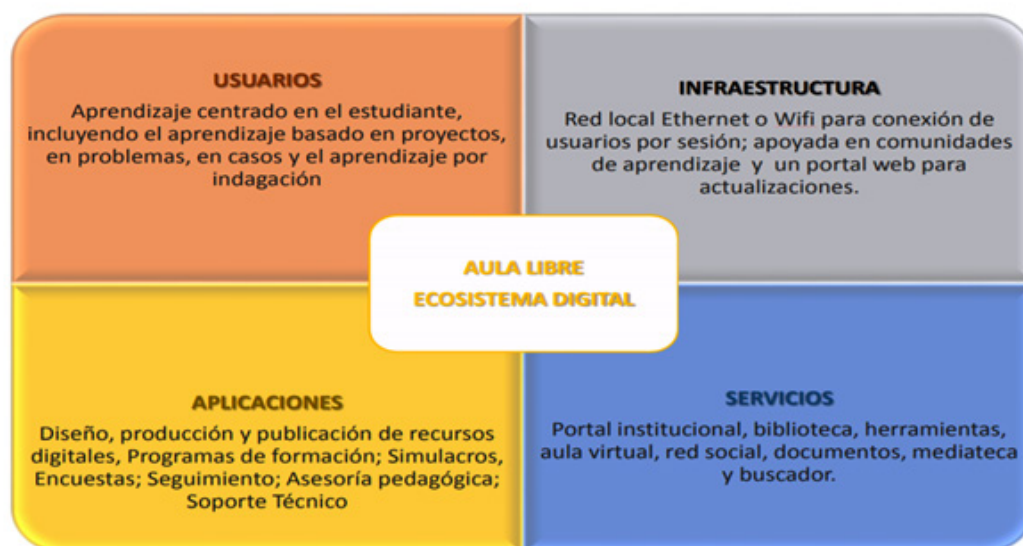 USUARIOS
Aprendizaje centrado en el estudiante,
incluyendo el aprendizaje basado en proyectos,
en problemas, en casos y el aprendizaje por
indagación
INFRAESTRUCTURA
Red local Ethernet o Wifi para conexión de
usuarios por sesión; apoyada en comunidades
de aprendizaje y un portal web para
actualizaciones.
AULA LIBRE
ECOSISTEMA DIGITAL
APLICACIONES
Diseño, producción y publicación de recursos
digitales, Programas de formación; Simulacros,
Encuestas; Seguimiento; Asesoría pedagógica;
Soporte Técnico
SERVICIOS
Portal institucional, biblioteca, herramientas,
aula virtual, red social, documentos, mediateca
y buscador.